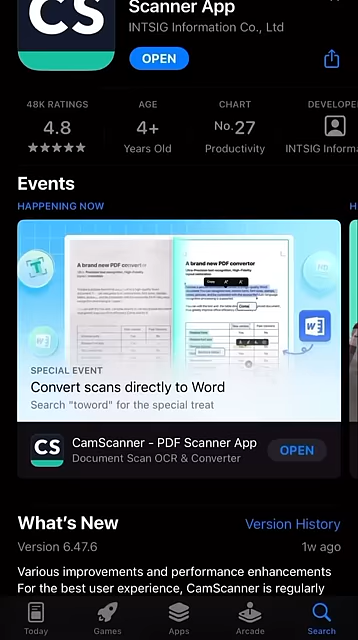 CS
Scanner App
INTSIG Information Co., Ltd
OPEN
48K RATINGS
AGE
CHART
DEVELOPE
4.8
4+
No.27
★★★★★
Years Old
Productivity
INTSIG Informa
Events
HAPPENING NOW
H
A brand new PDF convertor
A brand new PDF convertor
SPECIAL EVENT
Convert scans directly to Word
Search "toword" for the special treat
CS
CamScanner - PDF Scanner App
Document Scan OCR & Converter
OPEN
What's New
Version History
Version 6.47.6
1w ago
Various improvements and performance enhancements
For the best user experience, CamScanner is regularly
Today
Games
Apps
Arcade
Search